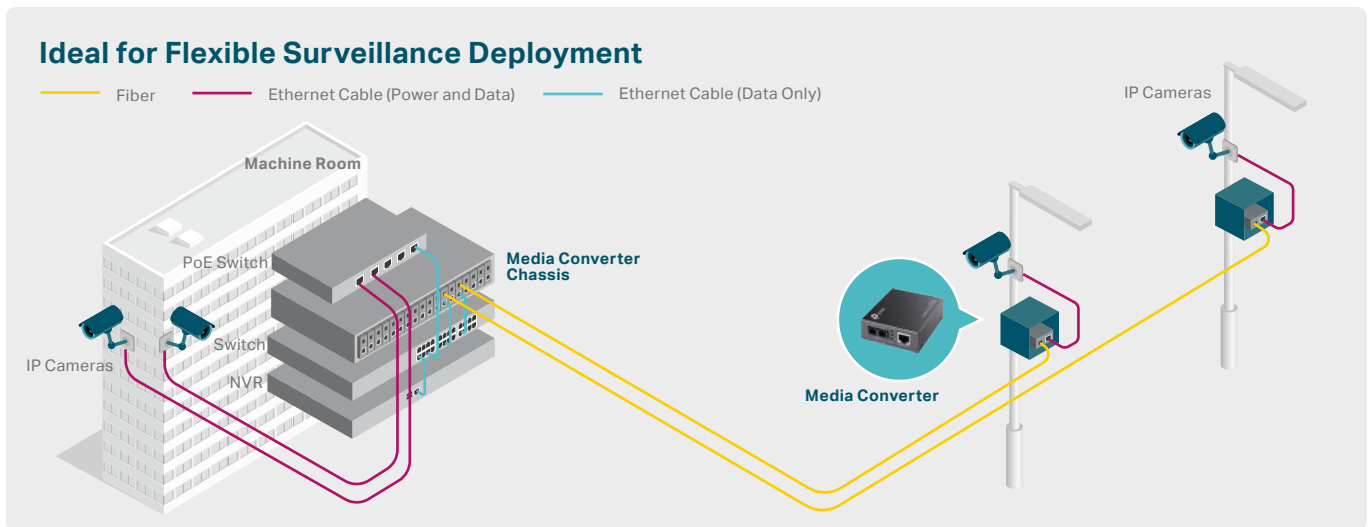 Ideal for Flexible Surveillance Deployment
Fiber
Ethernet Cable (Power and Data)
Ethernet Cable (Data Only)
IP Cameras
Machine Room
PoE Switch
Media Converter
Chassis
Switch
IP Cameras
NVR
Media Converter